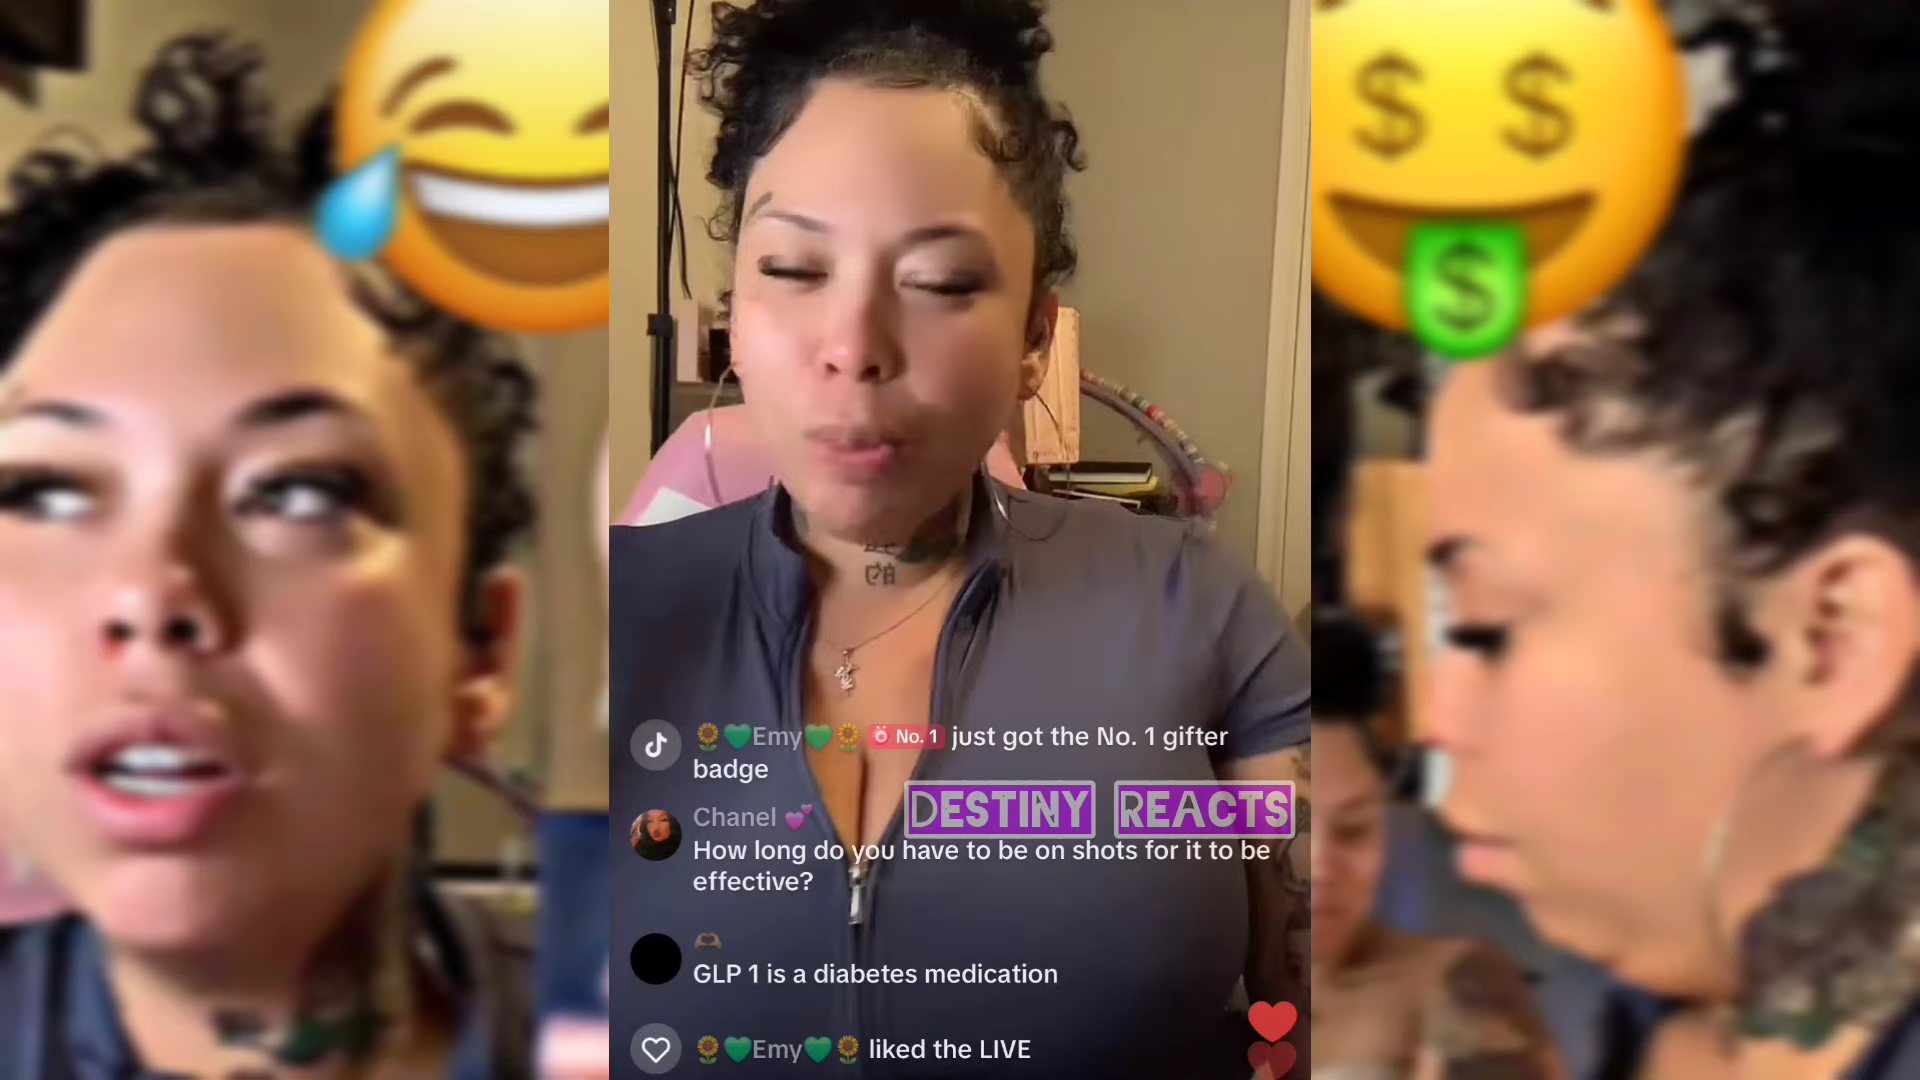 🌻💚Emy💚🌻 No. 1 just got the No. 1 gifter
badge
Chanel 💕
DESTINY REACTS
How long do you have to be on shots for it to be
effective?
GLP 1 is a diabetes medication
🌻💚Emy💚🌻 liked the LIVE